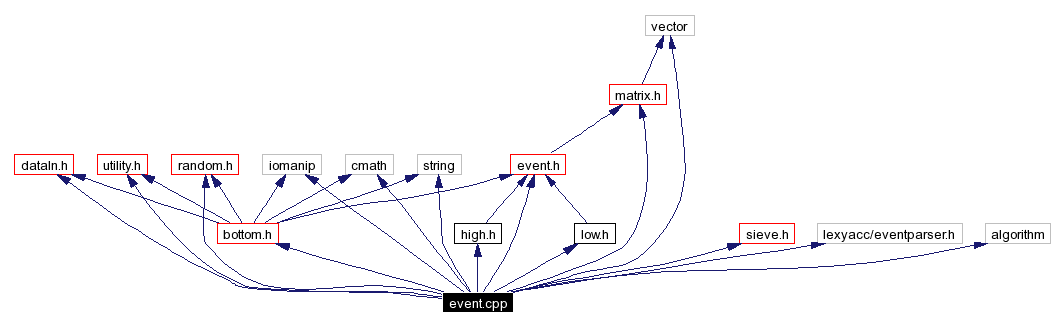 vector
matrix.h
dataIn.h
utility.h
random.h
iomanip
cmath
string
event.h
bottom.h
high.h
low.h
sieve.h
lexyacc/eventparser.h
algorithm
event.cpp